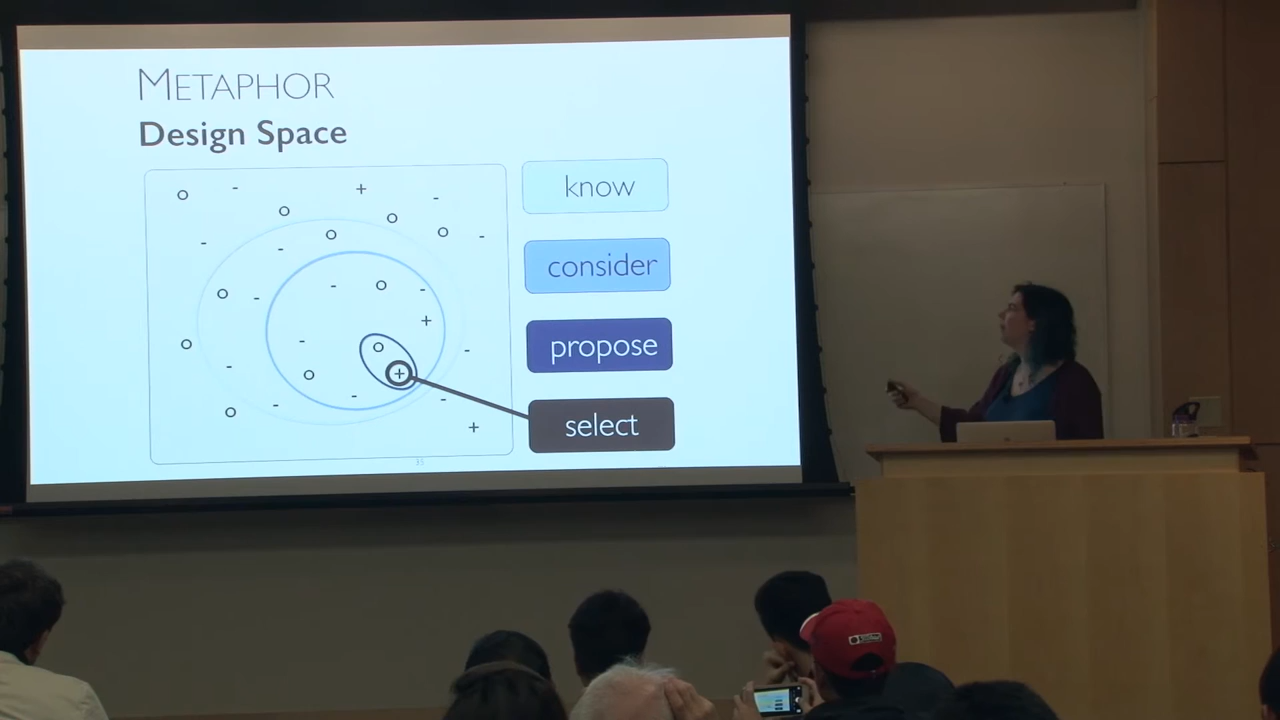 METAPHOR
Design Space
know
consider
propose
select